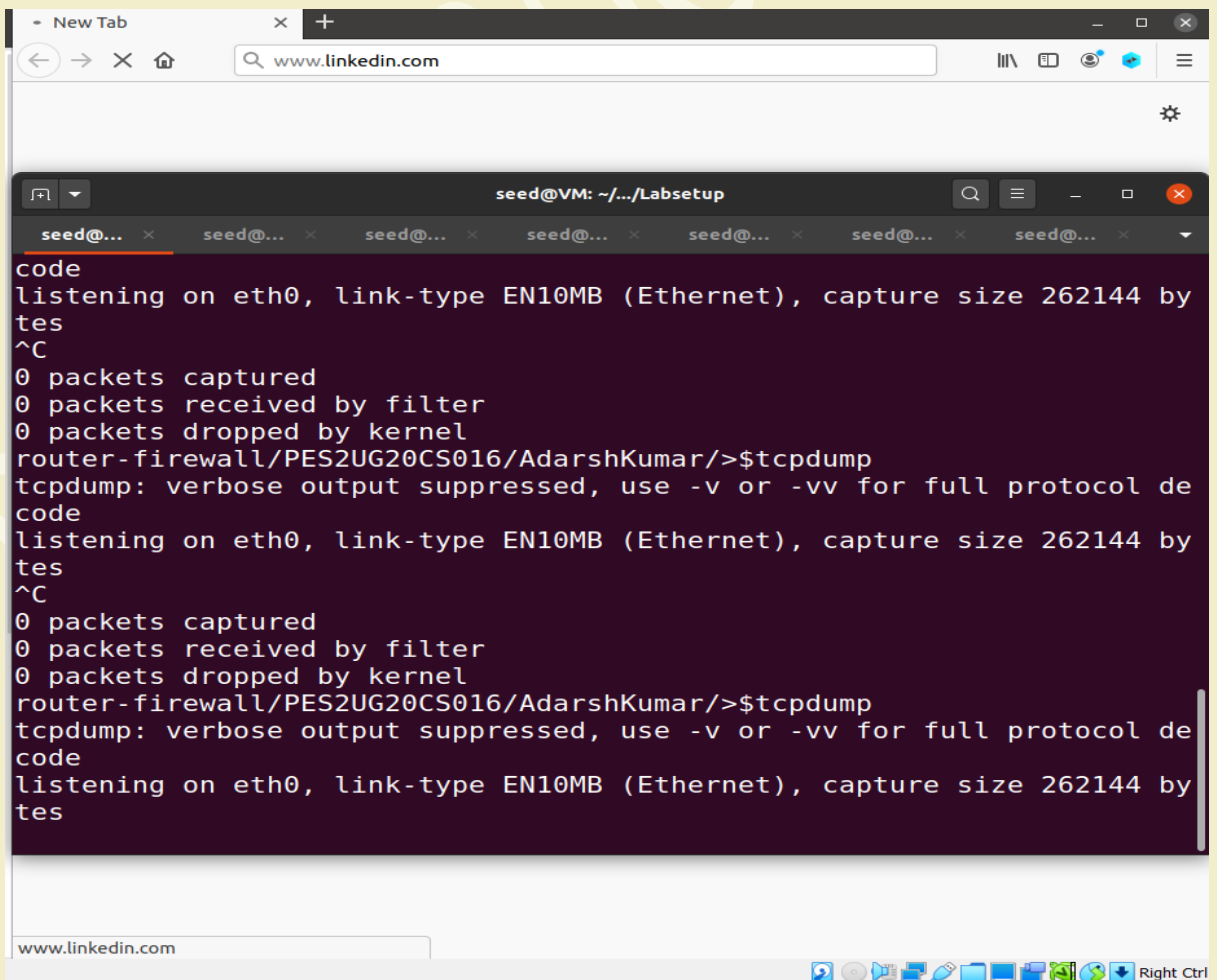 New Tab
www.linkedin.com
seed@VM: ~/.../Labsetup
seed@... seed@... seed@... seed@... seed@... seed@... seed@...
code
listening on eth0, link-type EN10MB (Ethernet), capture size 262144 by
tes
^C
0 packets captured
0 packets received by filter
0 packets dropped by kernel
router-firewall/PES2UG20CS016/AdarshKumar/>$tcpdump
tcpdump: verbose output suppressed, use -v or -vv for full protocol de
code
listening on eth0, link-type EN10MB (Ethernet), capture size 262144 by
tes
^C
0 packets captured
0 packets received by filter
0 packets dropped by kernel
router-firewall/PES2UG20CS016/AdarshKumar/>$tcpdump
tcpdump: verbose output suppressed, use -v or -vv for full protocol de
code
listening on eth0, link-type EN10MB (Ethernet), capture size 262144 by
tes
www.linkedin.com
Right Ctrl